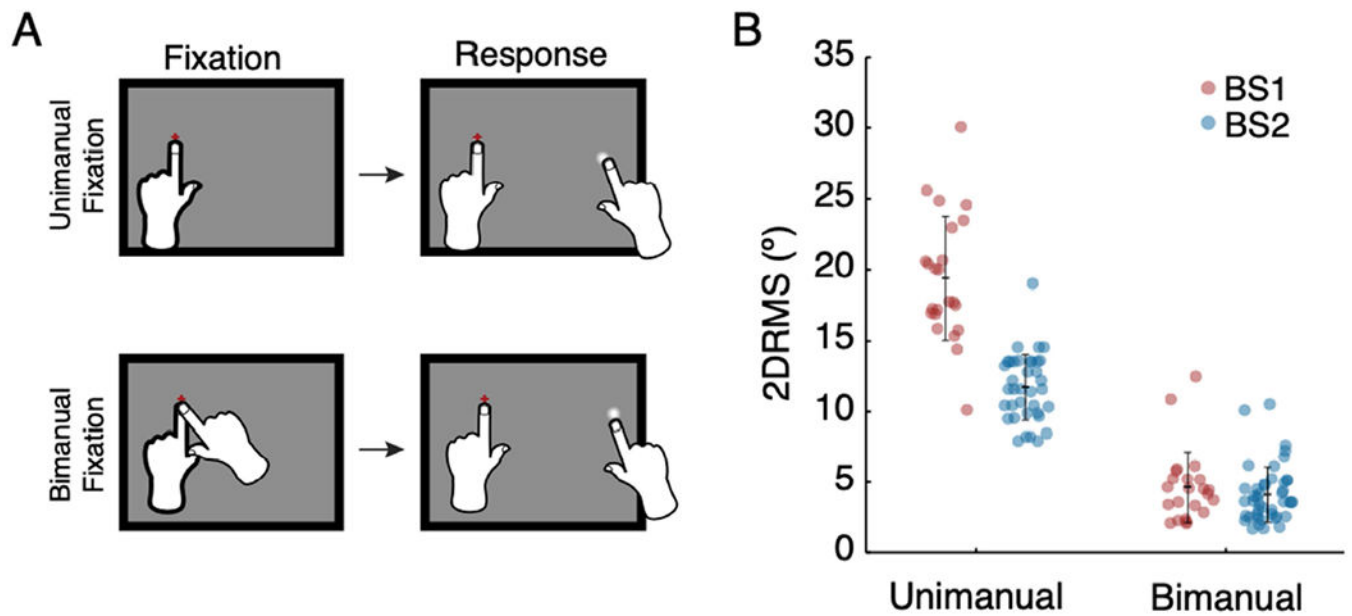 A
Fixation
Response
Unimanual
Fixation
Bimanual
Fixation
B
35
30
25
20
15
10
5
0
2DRMS (º)
BS1
BS2
Unimanual
Bimanual